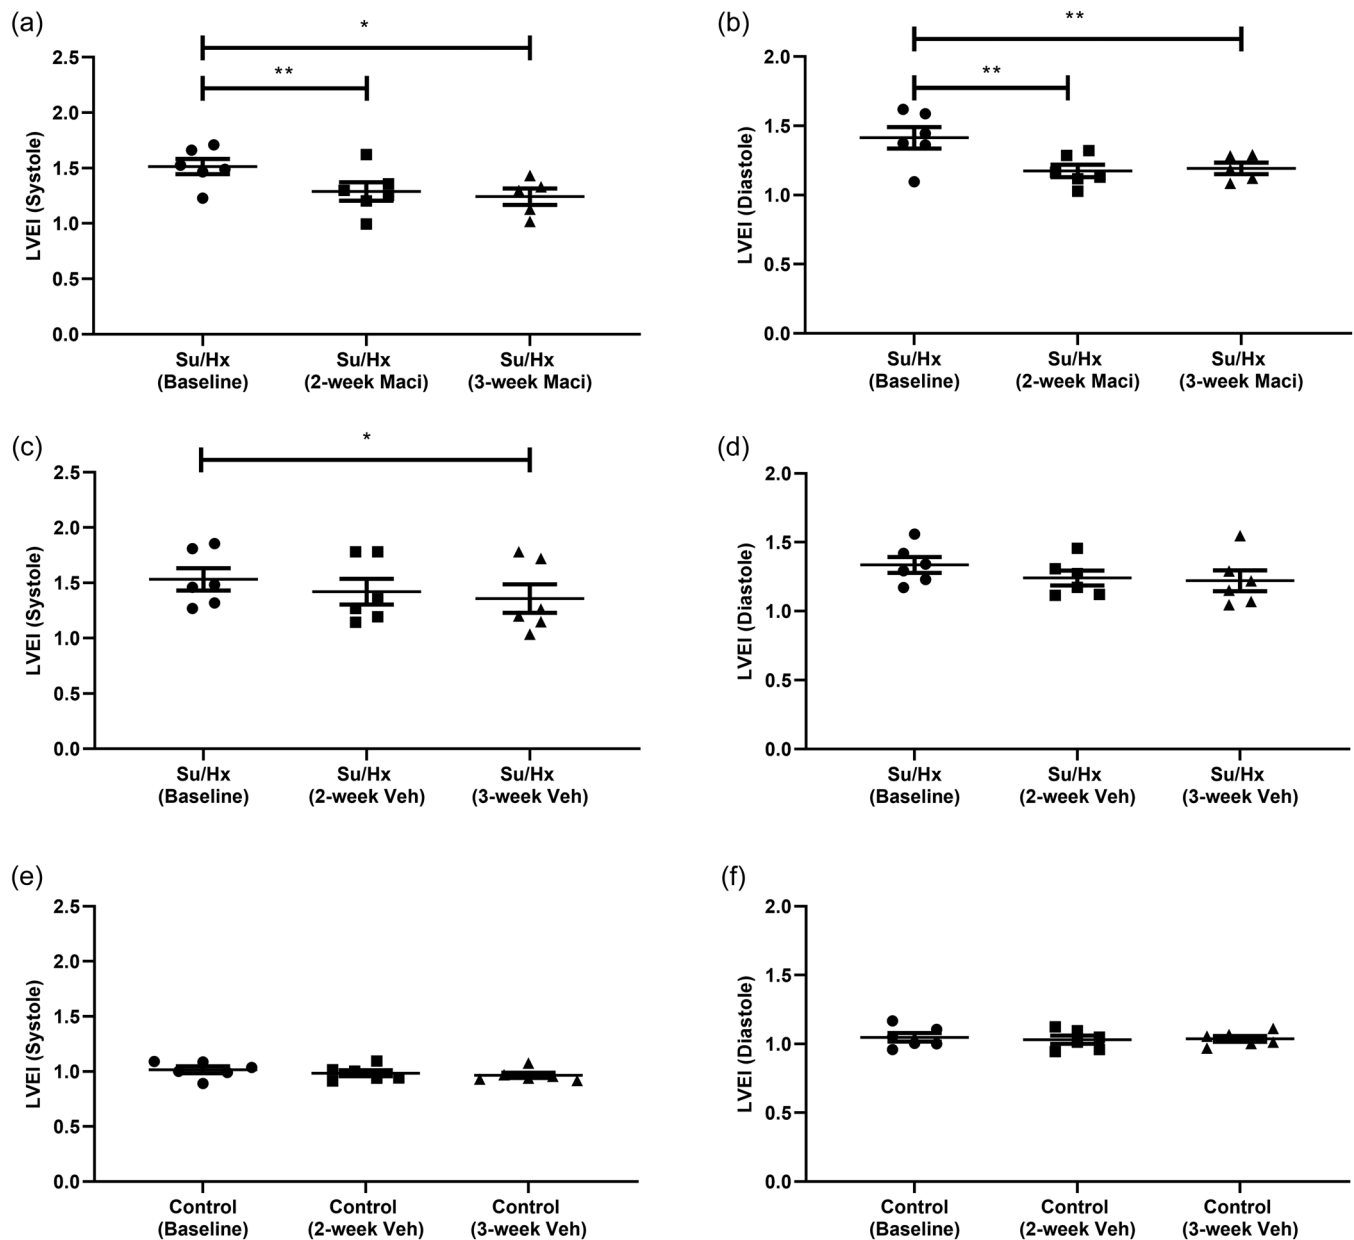 (a)
*
**
2.5
2.0
1.5
1.0
0.5
0.0
LVEI (Systole)
Su/Hx
(Baseline)
Su/Hx
(2-week Maci)
Su/Hx
(3-week Maci)
(b)
**
**
2.0
1.5
1.0
0.5
0.0
LVEI (Diastole)
Su/Hx
(Baseline)
Su/Hx
(2-week Maci)
Su/Hx
(3-week Maci)
(c)
*
2.5
2.0
1.5
1.0
0.5
0.0
LVEI (Systole)
Su/Hx
(Baseline)
Su/Hx
(2-week Veh)
Su/Hx
(3-week Veh)
(d)
2.0
1.5
1.0
0.5
0.0
LVEI (Diastole)
Su/Hx
(Baseline)
Su/Hx
(2-week Veh)
Su/Hx
(3-week Veh)
(e)
2.5
2.0
1.5
1.0
0.5
0.0
LVEI (Systole)
Control
(Baseline)
Control
(2-week Veh)
Control
(3-week Veh)
(f)
2.0
1.5
1.0
0.5
0.0
LVEI (Diastole)
Control
(Baseline)
Control
(2-week Veh)
Control
(3-week Veh)